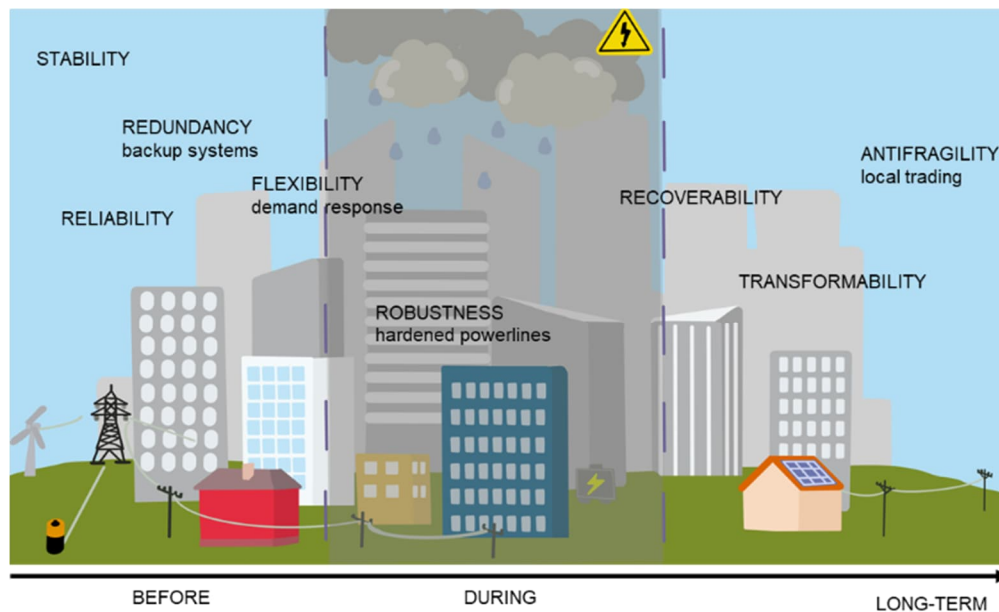 STABILITY
REDUNDANCY
backup systems
RELIABILITY
FLEXIBILITY
demand response
ROBUSTNESS
hardened powerlines
RECOVERABILITY
ANTIFRAGILITY
local trading
TRANSFORMABILITY
BEFORE
DURING
LONG-TERM